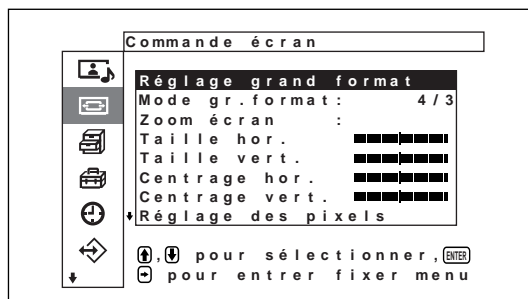 Commande écran
Réglage grand format
Mode gr.format: 4/3
Zoom écran :
Taille hor.
Taille vert.
Centrage hor.
Centrage vert.
Réglage des pixels
, pour sélectionner, ENTER
pour entrer fixer menu